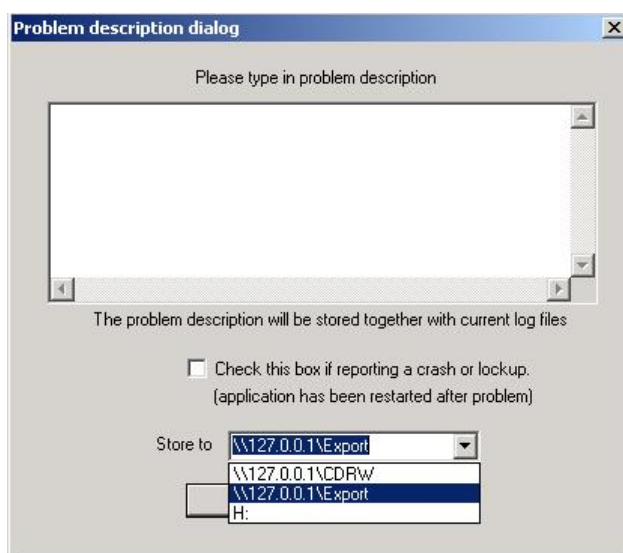 Problem description dialog
Please type in problem description
The problem description will be stored together with current log files
Check this box if reporting a crash or lockup.
(application has been restarted after problem)
Store to \\127.0.0.1\Export
\\127.0.0.1\CDRW
\\127.0.0.1\Export
H: